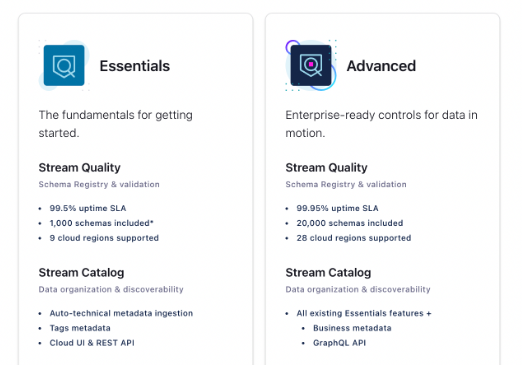 Essentials
The fundamentals for getting
started.
Stream Quality
Schema Registry & validation
99.5% uptime SLA
1,000 schemas included*
9 cloud regions supported
Stream Catalog
Data organization & discoverability
Auto-technical metadata ingestion
Tags metadata
Cloud UI & REST API
Advanced
Enterprise-ready controls for data in
motion.
Stream Quality
Schema Registry & validation
99.95% uptime SLA
20,000 schemas included
28 cloud regions supported
Stream Catalog
Data organization & discoverability
All existing Essentials features +
Business metadata
GraphQL API